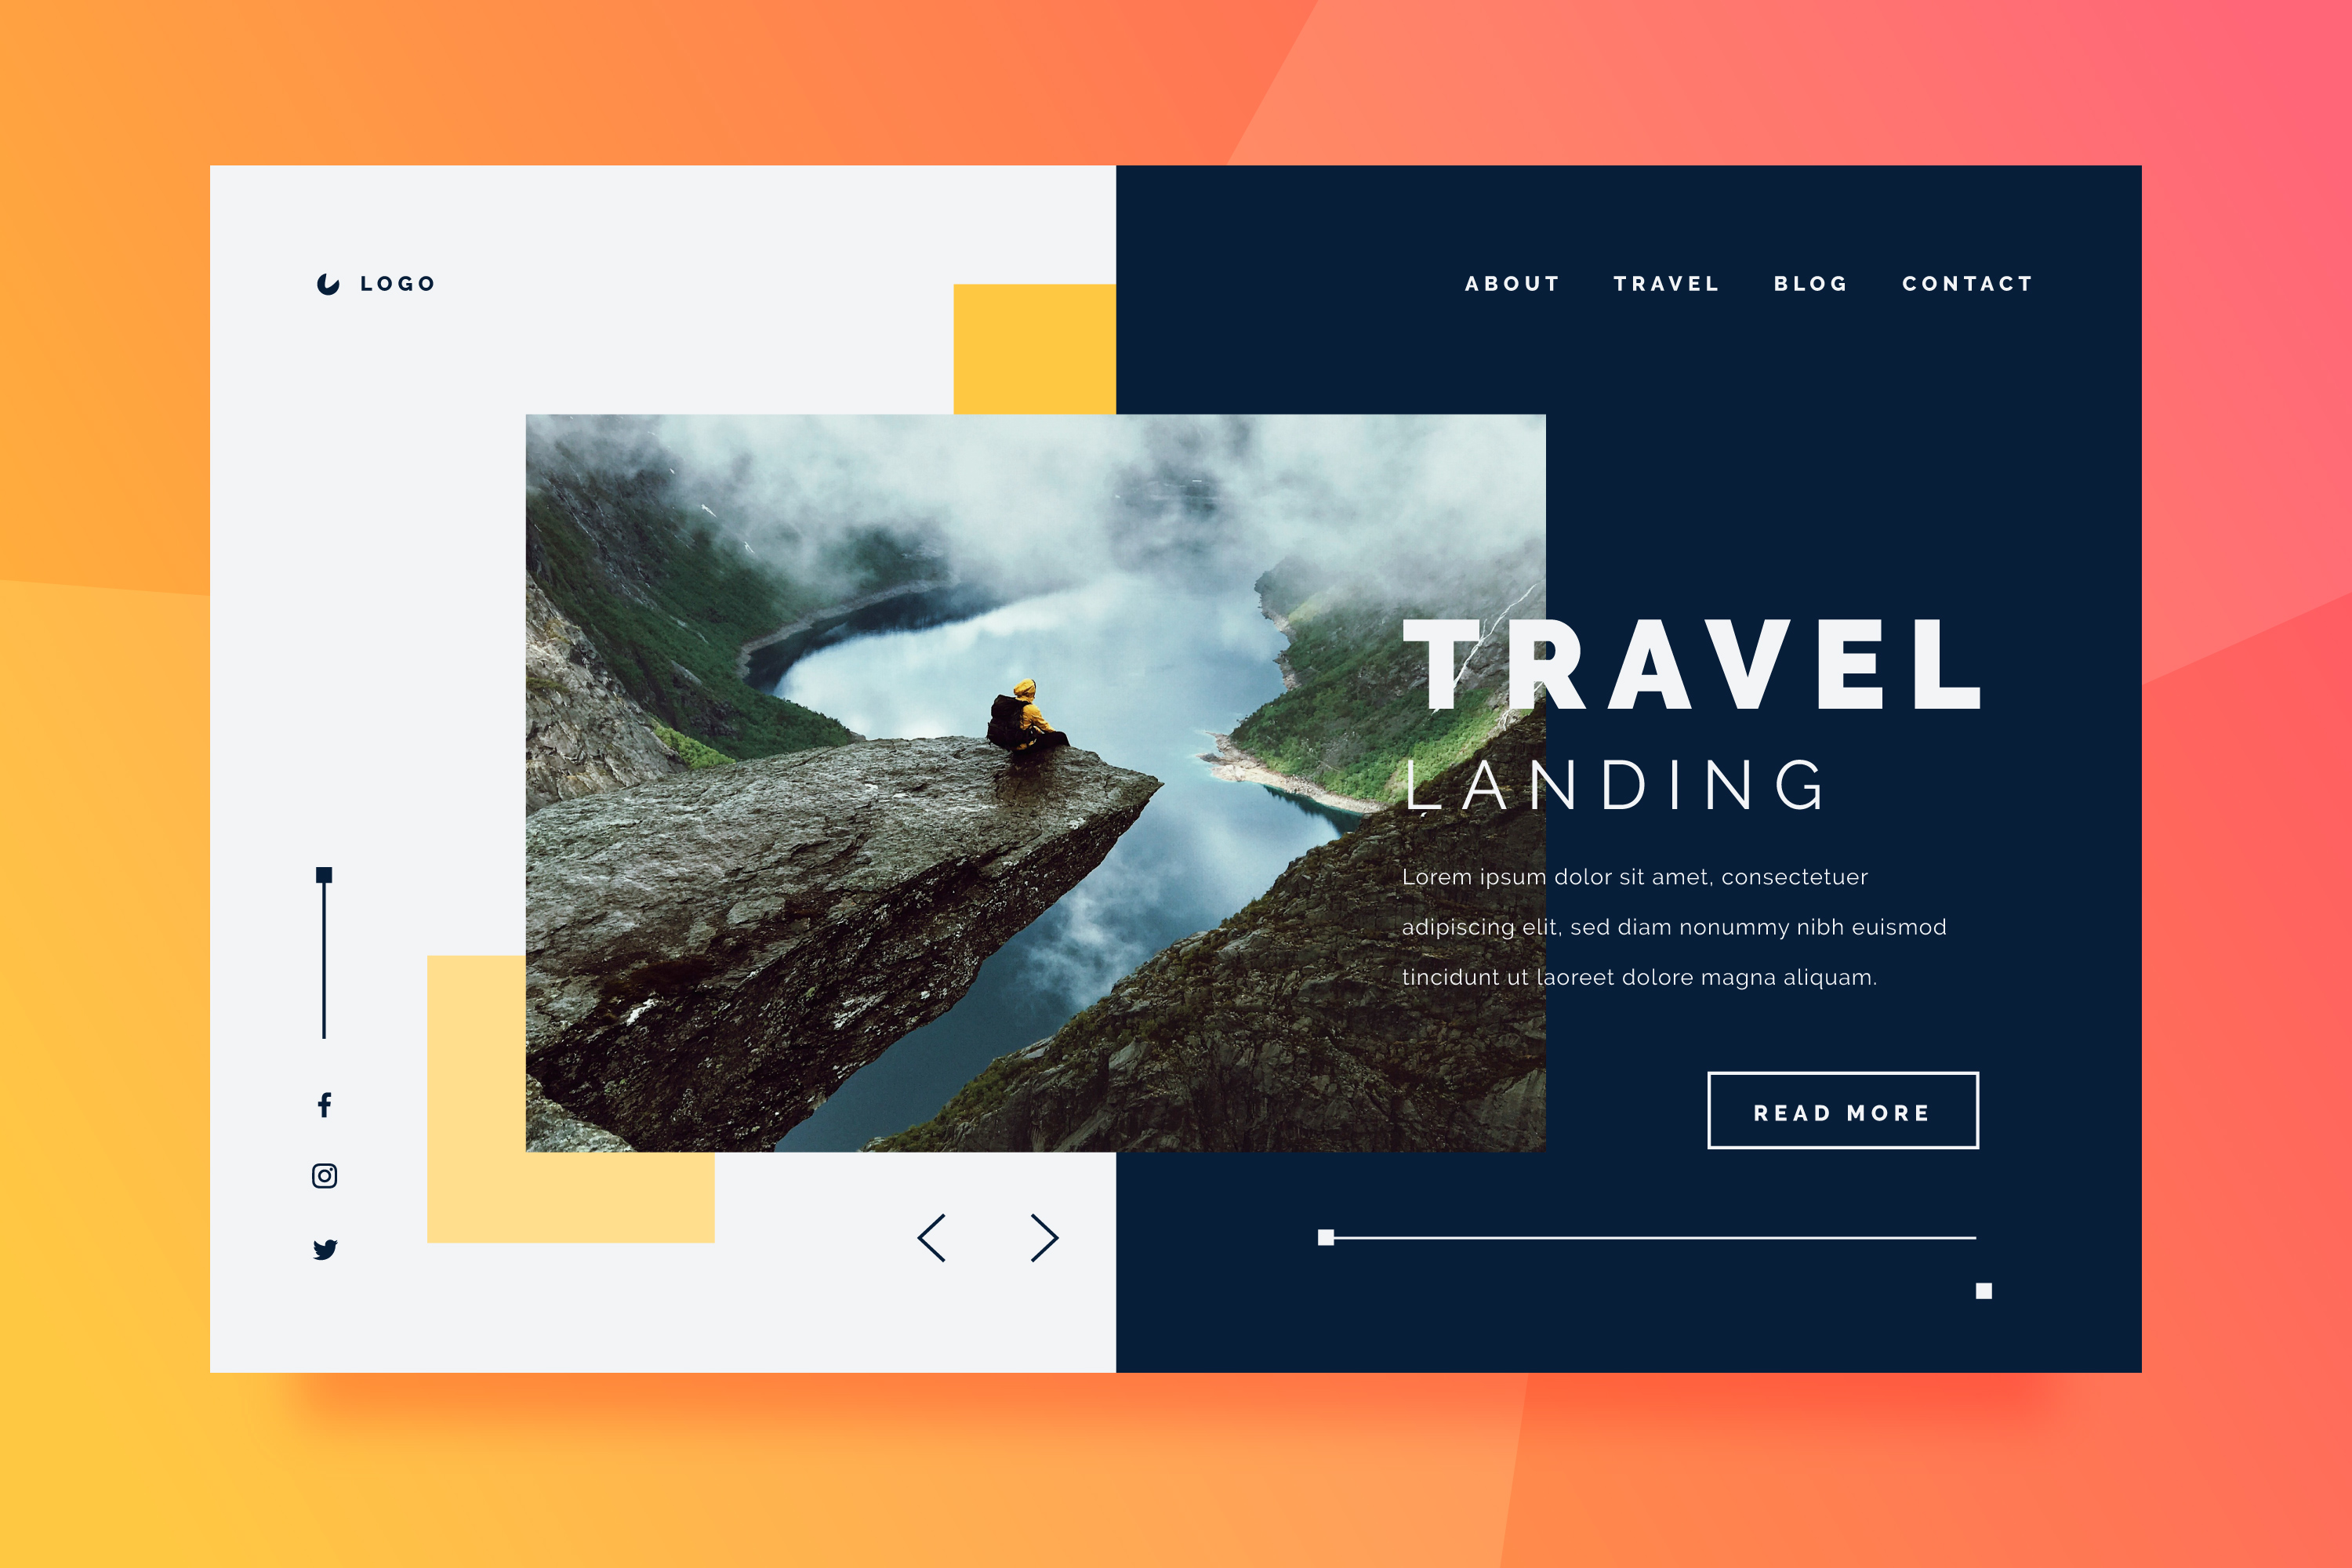 LOGO
ABOUT TRAVEL BLOG CONTACT
TRAVEL
LANDING
Lorem ipsum dolor sit amet, consectetuer
adipiscing elit, sed diam nonummy nibh euismod
tincidunt ut laoreet dolore magna aliquam.
READ MORE